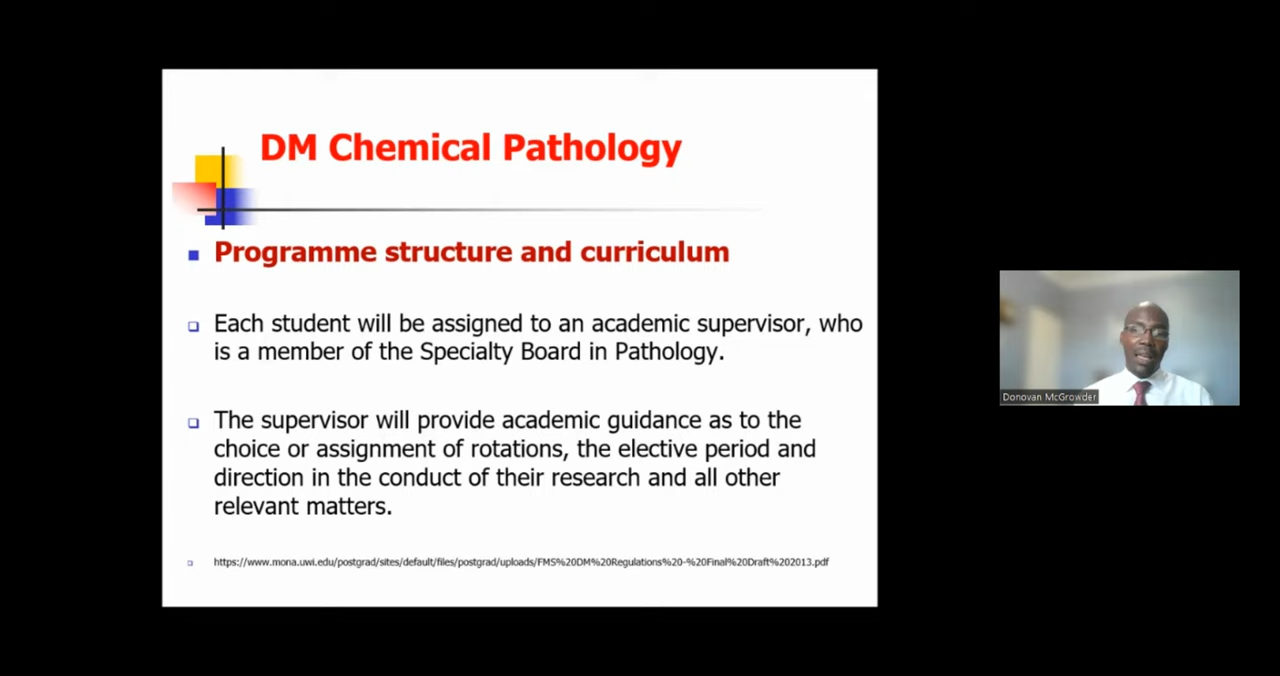 DM Chemical Pathology
Programme structure and curriculum
Each student will be assigned to an academic supervisor, who
is a member of the Specialty Board in Pathology.
The supervisor will provide academic guidance as to the
choice or assignment of rotations, the elective period and
direction in the conduct of their research and all other
relevant matters.
https://www.mona.uwi.edu/postgrad/sites/default/files/postgrad/uploads/FMS%20DM%20Regulations%20-%20Final%20Draft%202013.pdf
Donovan McGrowder